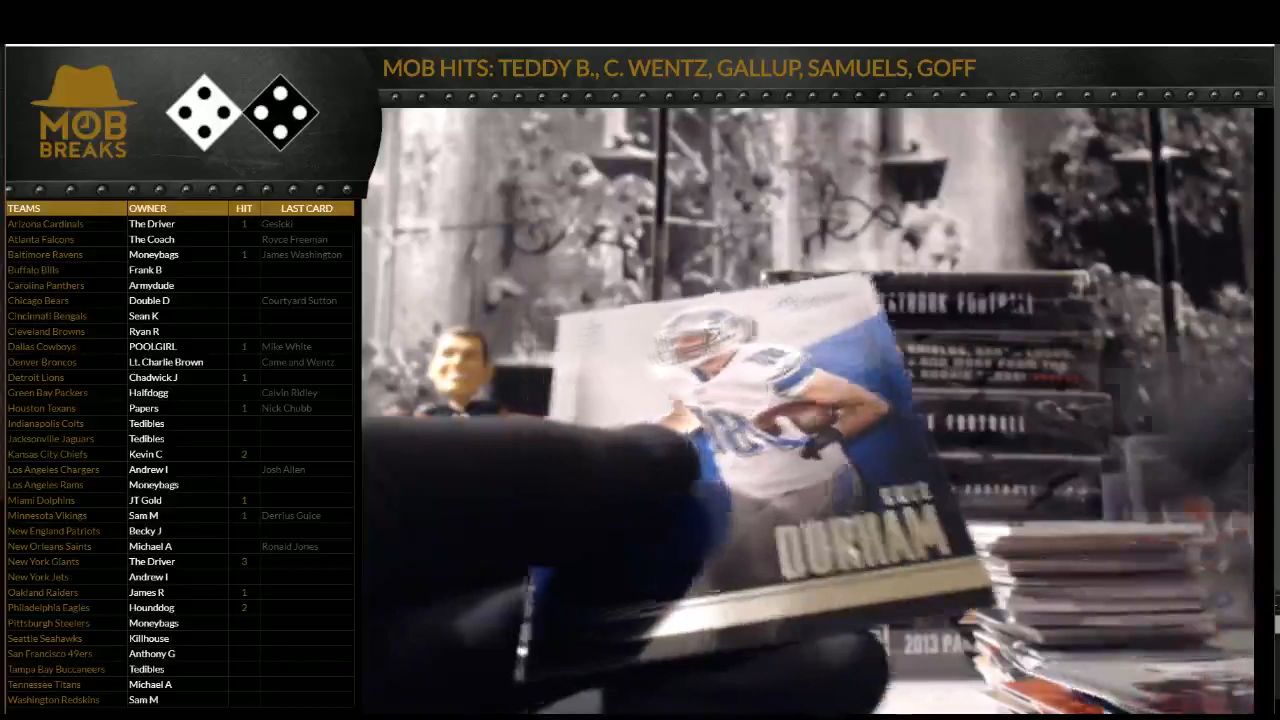 MOB HITS: TEDDY B., C. WENTZ, GALLUP, SAMUELS, GOFF
MOB
BREAKS
TEAMS OWNER HIT LAST CARD
Arizona Cardinals The Driver 1 Gesicki
Atlanta Falcons The Coach Royce Freeman
Baltimore Ravens Moneybags 1 James Washington
Buffalo Bills Frank B
Carolina Panthers Armydude
Chicago Bears Double D Courtyard Sutton
Cincinnati Bengals Sean K
Cleveland Browns Ryan R
Dallas Cowboys POOLGIRL 1 Mike White
Denver Broncos Lt. Charlie Brown Came and Wentz
Detroit Lions Chadwick J 1
Green Bay Packers Halfdogg Calvin Ridley
Houston Texans Papers 1 Nick Chubb
Indianapolis Colts Tedibles
Jacksonville Jaguars Tedibles
Kansas City Chiefs Kevin C 2
Los Angeles Chargers Andrew I Josh Allen
Los Angeles Rams Moneybags
Miami Dolphins JT Gold 1
Minnesota Vikings Sam M 1 Derrius Guice
New England Patriots Becky J
New Orleans Saints Michael A Ronald Jones
New York Giants The Driver 3
New York Jets Andrew I
Oakland Raiders James R 1
Philadelphia Eagles Hounddog 2
Pittsburgh Steelers Moneybags
Seattle Seahawks Killhouse
San Francisco 49ers Anthony G
Tampa Bay Buccaneers Tedibles
Tennessee Titans Michael A
Washington Redskins Sam M
FOOTBALL
FOOTBALL
FOOTBALL
DURHAM
2013